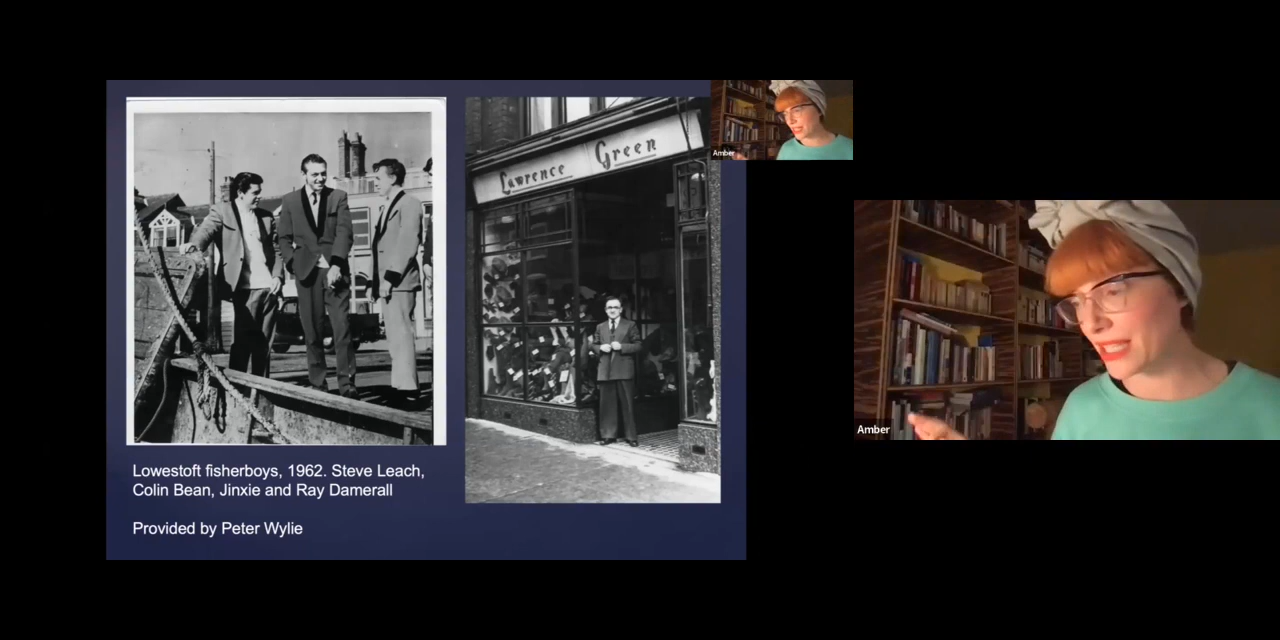 Lawrence Green
Amber
Amber
Lowestoft fisherboys, 1962. Steve Leach,
Colin Bean, Jinxie and Ray Damerall
Provided by Peter Wylie